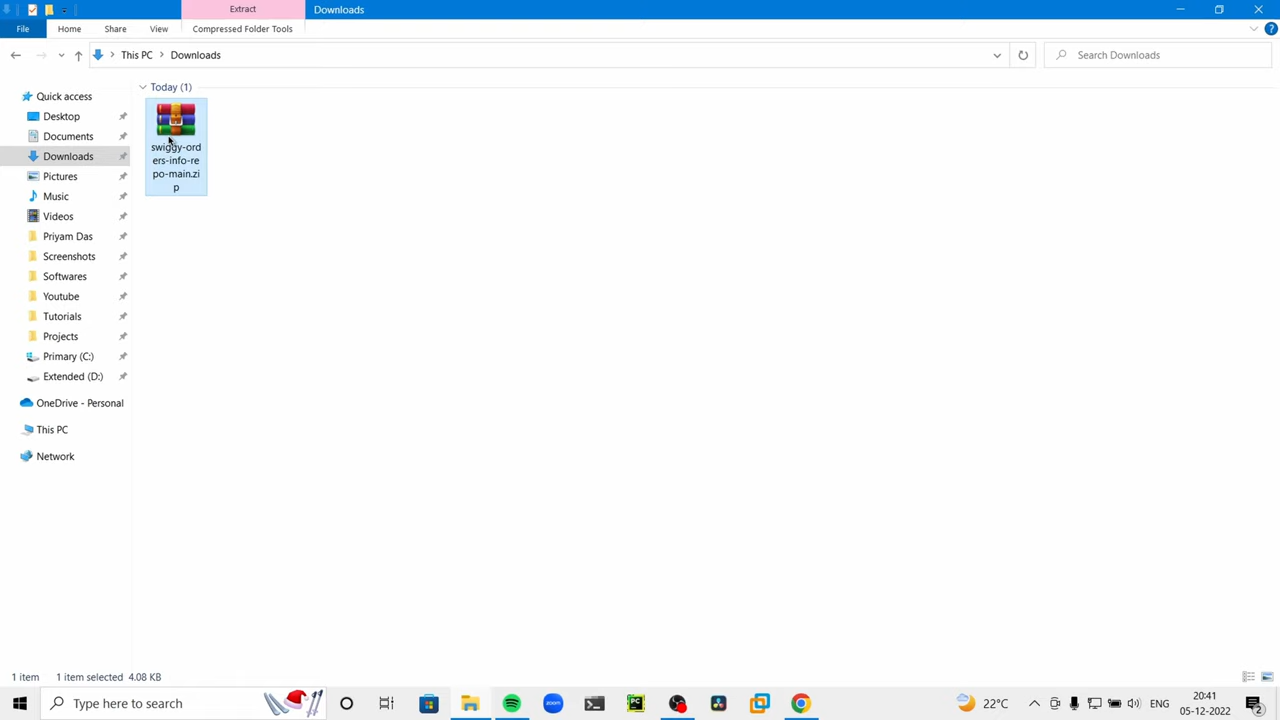 Extract
Downloads
File
Home
Share
View
Compressed Folder Tools
This PC
Downloads
Search Downloads
Today (1)
swiggy-ord
ers-info-re
po-main.zi
p
Quick access
Desktop
Documents
Downloads
Pictures
Music
Videos
Priyam Das
Screenshots
Softwares
Youtube
Tutorials
Projects
Primary (C:)
Extended (D:)
OneDrive - Personal
This PC
Network
1 item
1 item selected 4.08 KB
Type here to search
zoom
PC
22°C
ENG
20:41
05-12-2022
2